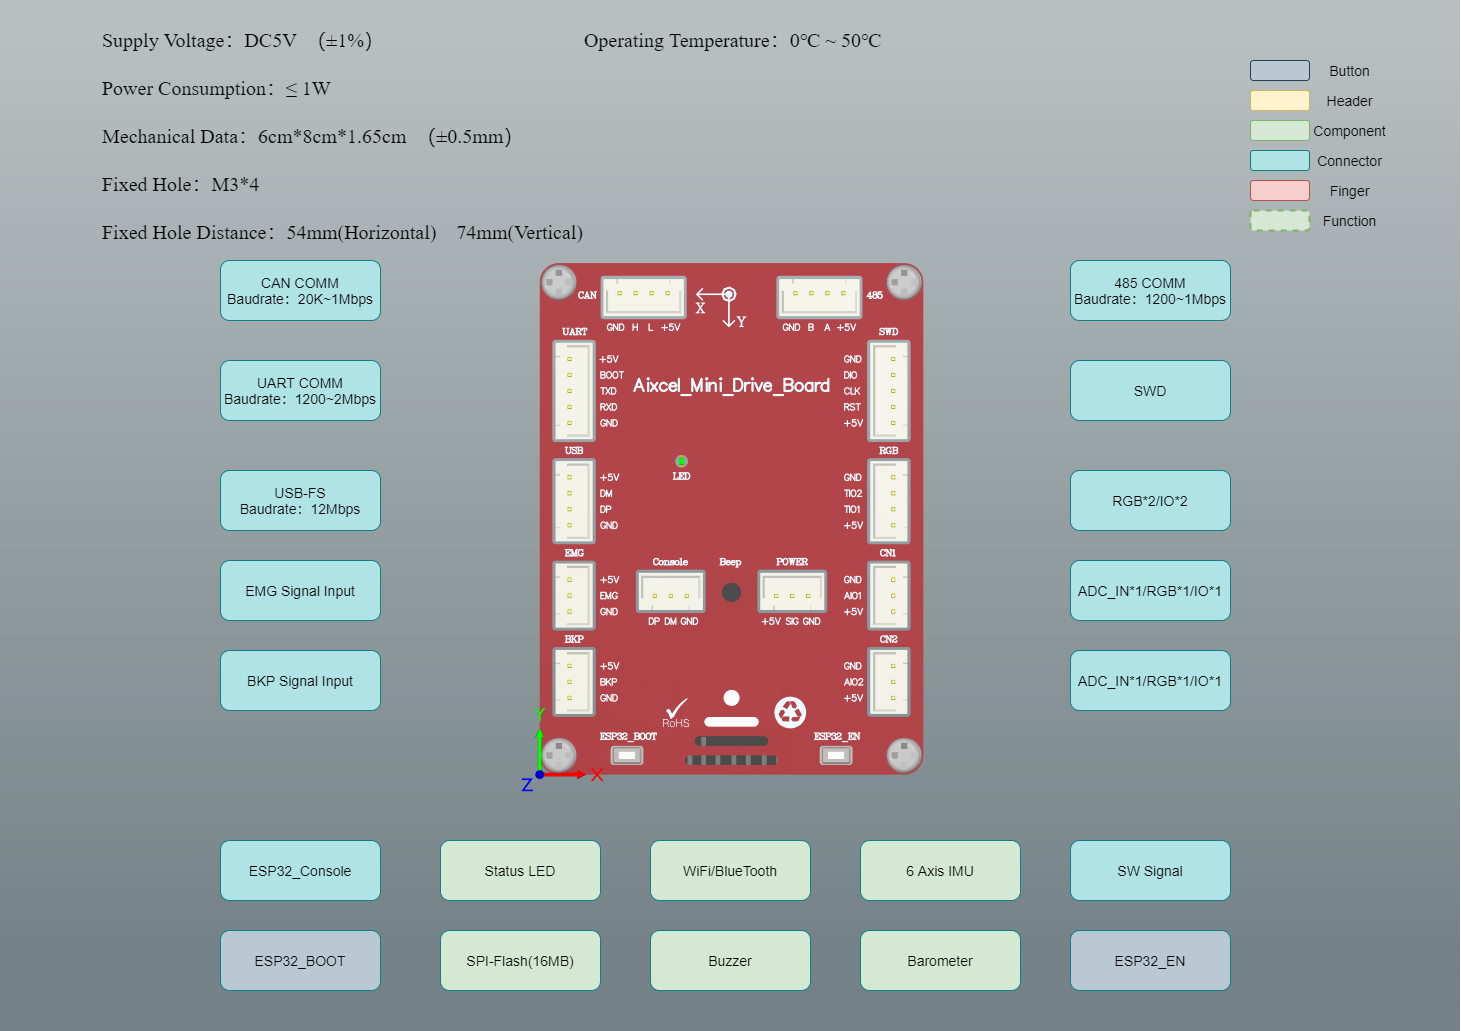 Supply Voltage：DC5V （±1%）
Operating Temperature：0℃ ~ 50℃
Power Consumption：≤ 1W
Mechanical Data：6cm*8cm*1.65cm （±0.5mm）
Fixed Hole：M3*4
Fixed Hole Distance：54mm(Horizontal) 74mm(Vertical)
Button
Header
Component
Connector
Finger
Function
CAN COMM
Baudrate：20K~1Mbps
UART COMM
Baudrate：1200~2Mbps
USB-FS
Baudrate：12Mbps
EMG Signal Input
BKP Signal Input
CAN
GND H L +5V
X
Y
485
GND B A +5V
UART
+5V
BOOT
TXD
RXD
GND
Aixcel_Mini_Drive_Board
SWD
GND
DIO
CLK
RST
+5V
LED
USB
+5V
DM
DP
GND
RGB
GND
TIO2
TIO1
+5V
EMG
+5V
EMG
GND
Console
DP DM GND
Beep
POWER
+5V SIG GND
CN1
GND
AIO1
+5V
BKP
+5V
BKP
GND
CN2
GND
AIO2
+5V
RoHS
ESP32_BOOT
ESP32_EN
Y
X
Z
485 COMM
Baudrate：1200~1Mbps
SWD
RGB*2/IO*2
ADC_IN*1/RGB*1/IO*1
ADC_IN*1/RGB*1/IO*1
ESP32_Console
Status LED
WiFi/BlueTooth
6 Axis IMU
SW Signal
ESP32_BOOT
SPI-Flash(16MB)
Buzzer
Barometer
ESP32_EN